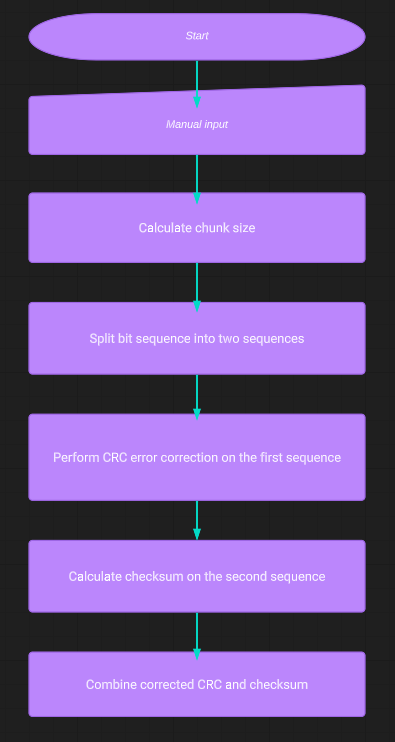 Start
Manual input
Calculate chunk size
Split bit sequence into two sequences
Perform CRC error correction on the first sequence
Calculate checksum on the second sequence
Combine corrected CRC and checksum